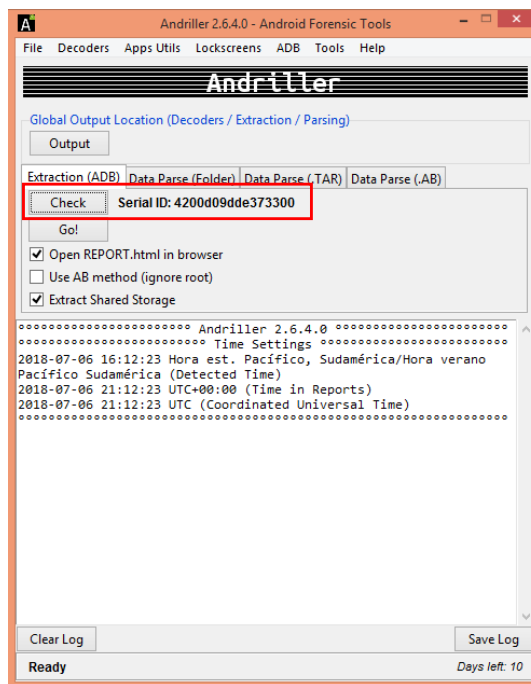 Andriller 2.6.4.0 - Android Forensic Tools
File Decoders Apps Utils Lockscreens ADB Tools Help
Andriller
Global Output Location (Decoders / Extraction / Parsing)
Output
Extraction (ADB) Data Parse (Folder) Data Parse (.TAR) Data Parse (.AB)
Check Serial ID: 4200d09dde373300
Go!
Open REPORT.html in browser
Use AB method (ignore root)
Extract Shared Storage
°°°°°°°°°°°°°°°°°°°°°°° Andriller 2.6.4.0 °°°°°°°°°°°°°°°°°°°°°°°
°°°°°°°°°°°°°°°°°°°°°°°°° Time Settings °°°°°°°°°°°°°°°°°°°°°°°°°
2018-07-06 16:12:23 Hora est. Pacífico, Sudamérica/Hora verano
Pacífico Sudamérica (Detected Time)
2018-07-06 21:12:23 UTC+00:00 (Time in Reports)
2018-07-06 21:12:23 UTC (Coordinated Universal Time)
°°°°°°°°°°°°°°°°°°°°°°°°°°°°°°°°°°°°°°°°°°°°°°°°°°°°°°°°°°°°°°°°°
Clear Log Save Log
Ready Days left: 10